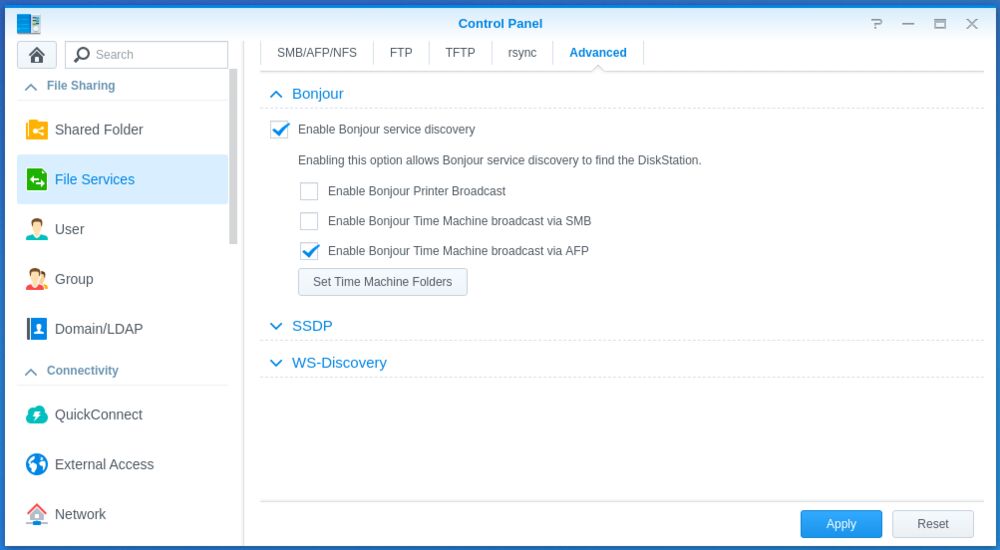 Control Panel
Search
File Sharing
Shared Folder
File Services
User
Group
Domain/LDAP
Connectivity
QuickConnect
External Access
Network
SMB/AFP/NFS FTP TFTP rsync Advanced
Bonjour
Enable Bonjour service discovery
Enabling this option allows Bonjour service discovery to find the DiskStation.
Enable Bonjour Printer Broadcast
Enable Bonjour Time Machine broadcast via SMB
Enable Bonjour Time Machine broadcast via AFP
Set Time Machine Folders
SSDP
WS-Discovery
Apply Reset